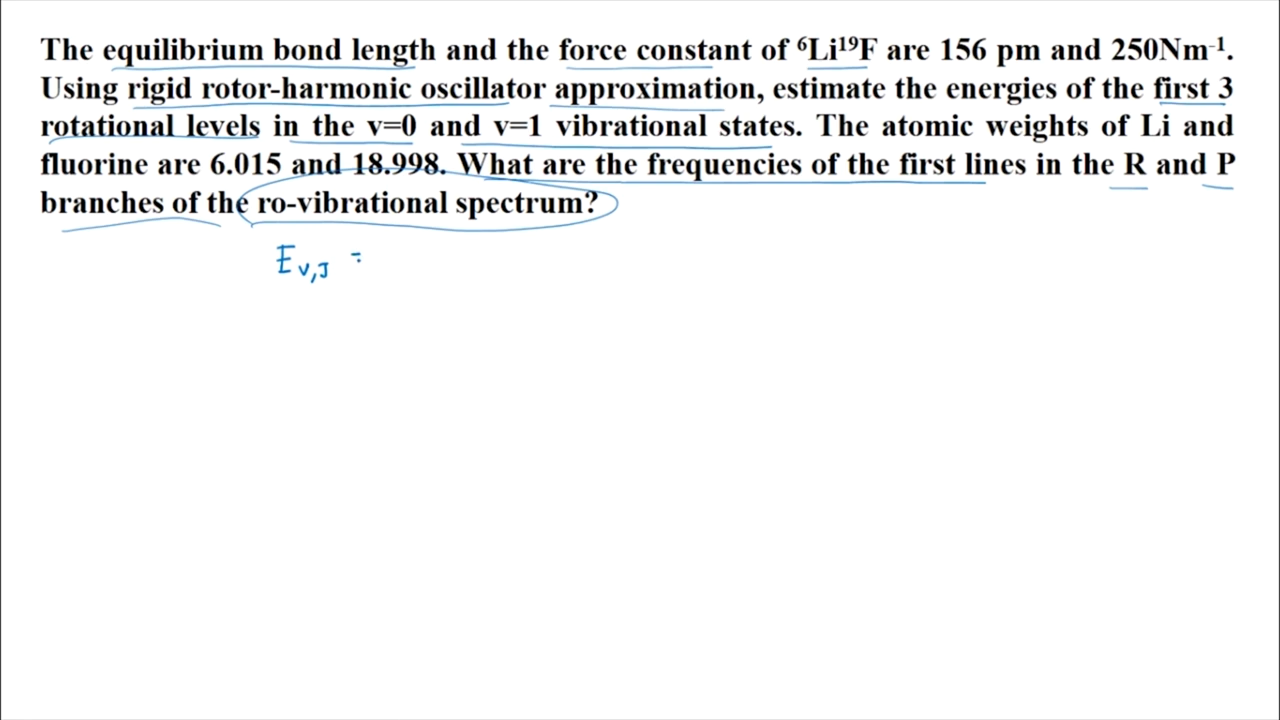 The equilibrium bond length and the force constant of ⁶Li¹⁹F are 156 pm and 250Nm⁻¹.
Using rigid rotor-harmonic oscillator approximation, estimate the energies of the first 3
rotational levels in the v=0 and v=1 vibrational states. The atomic weights of Li and
fluorine are 6.015 and 18.998. What are the frequencies of the first lines in the R and P
branches of the ro-vibrational spectrum?
E_{v,J} =